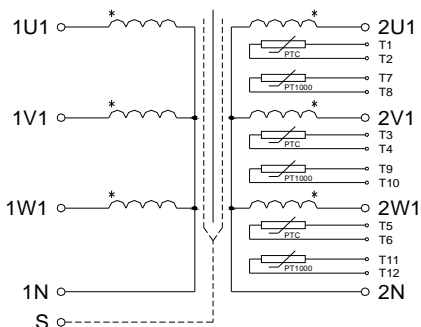 1U1
*
*
2U1
T1
PTC
T2
T7
PT1000
T8
1V1
*
*
2V1
T3
PTC
T4
T9
PT1000
T10
1W1
*
*
2W1
T5
PTC
T6
T11
PT1000
T12
1N
2N
S